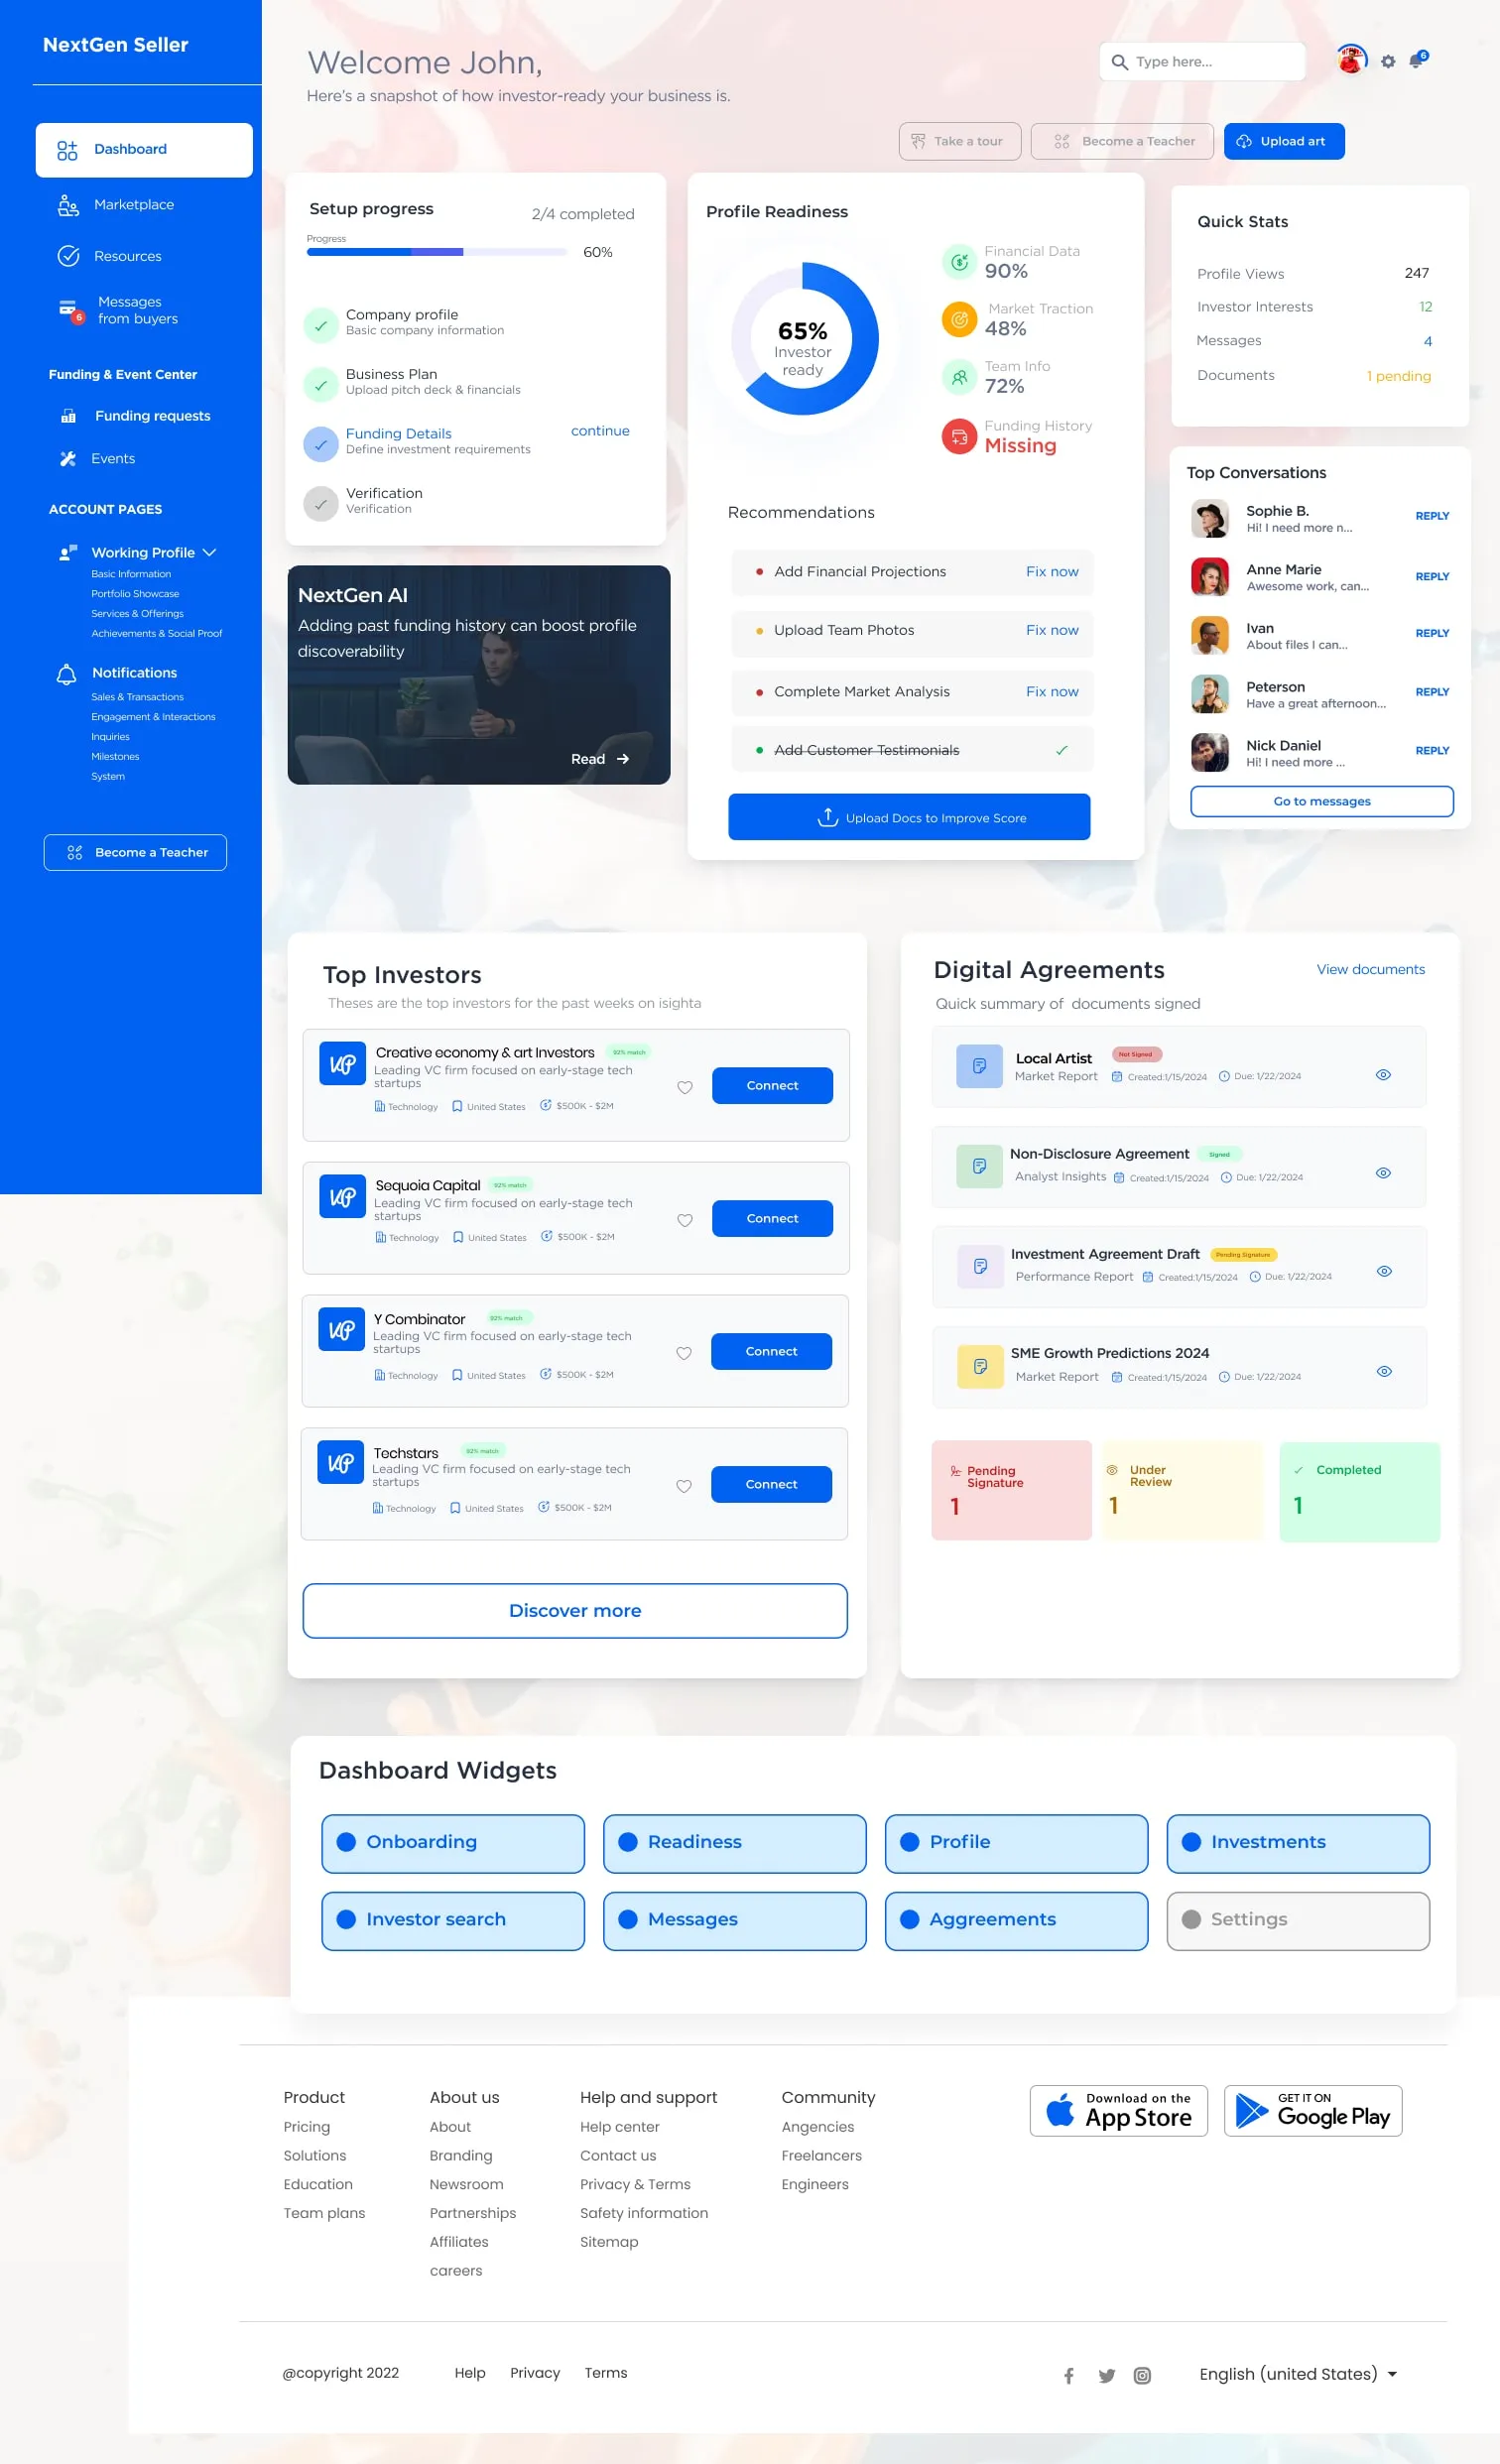 NextGen Seller
Dashboard
Marketplace
Resources
Messages
from buyers
6
Funding & Event Center
Funding requests
Events
ACCOUNT PAGES
Working Profile
Basic Information
Portfolio Showcase
Services & Offerings
Achievements & Social Proof
Notifications
Sales & Transactions
Engagement & Interactions
Inquiries
Milestones
System
Become a Teacher
Welcome John,
Here's a snapshot of how investor-ready your business is.
Type here...
6
Take a tour
Become a Teacher
Upload art
Setup progress
2/4 completed
Progress
60%
Company profile
Basic company information
Business Plan
Upload pitch deck & financials
Funding Details
Define investment requirements
continue
Verification
Verification
NextGen AI
Adding past funding history can boost profile
discoverability
Read
Profile Readiness
65%
Investor
ready
Financial Data
90%
Market Traction
48%
Team Info
72%
Funding History
Missing
Recommendations
Add Financial Projections Fix now
Upload Team Photos Fix now
Complete Market Analysis Fix now
Add Customer Testimonials
Upload Docs to Improve Score
Quick Stats
Profile Views 247
Investor Interests 12
Messages 4
Documents 1 pending
Top Conversations
Sophie B.
Hi! I need more n...
REPLY
Anne Marie
Awesome work, can...
REPLY
Ivan
About files I can...
REPLY
Peterson
Have a great afternoon...
REPLY
Nick Daniel
Hi! I need more ...
REPLY
Go to messages
Top Investors
Theses are the top investors for the past weeks on isighta
VP
Creative economy & art Investors 92% match
Leading VC firm focused on early-stage tech
startups
Technology United States $500K - $2M
Connect
VP
Sequoia Capital 92% match
Leading VC firm focused on early-stage tech
startups
Technology United States $500K - $2M
Connect
VP
Y Combinator 92% match
Leading VC firm focused on early-stage tech
startups
Technology United States $500K - $2M
Connect
VP
Techstars 92% match
Leading VC firm focused on early-stage tech
startups
Technology United States $500K - $2M
Connect
Discover more
Digital Agreements
View documents
Quick summary of documents signed
Local Artist Not Signed
Market Report Created:1/15/2024 Due: 1/22/2024
Non-Disclosure Agreement Signed
Analyst Insights Created:1/15/2024 Due: 1/22/2024
Investment Agreement Draft Pending Signature
Performance Report Created:1/15/2024 Due: 1/22/2024
SME Growth Predictions 2024
Market Report Created:1/15/2024 Due: 1/22/2024
Pending
Signature
1
Under
Review
1
Completed
1
Dashboard Widgets
Onboarding
Readiness
Profile
Investments
Investor search
Messages
Aggreements
Settings
Product
Pricing
Solutions
Education
Team plans
About us
About
Branding
Newsroom
Partnerships
Affiliates
careers
Help and support
Help center
Contact us
Privacy & Terms
Safety information
Sitemap
Community
Angencies
Freelancers
Engineers
Download on the
App Store
GET IT ON
Google Play
@copyright 2022
Help
Privacy
Terms
English (united States)